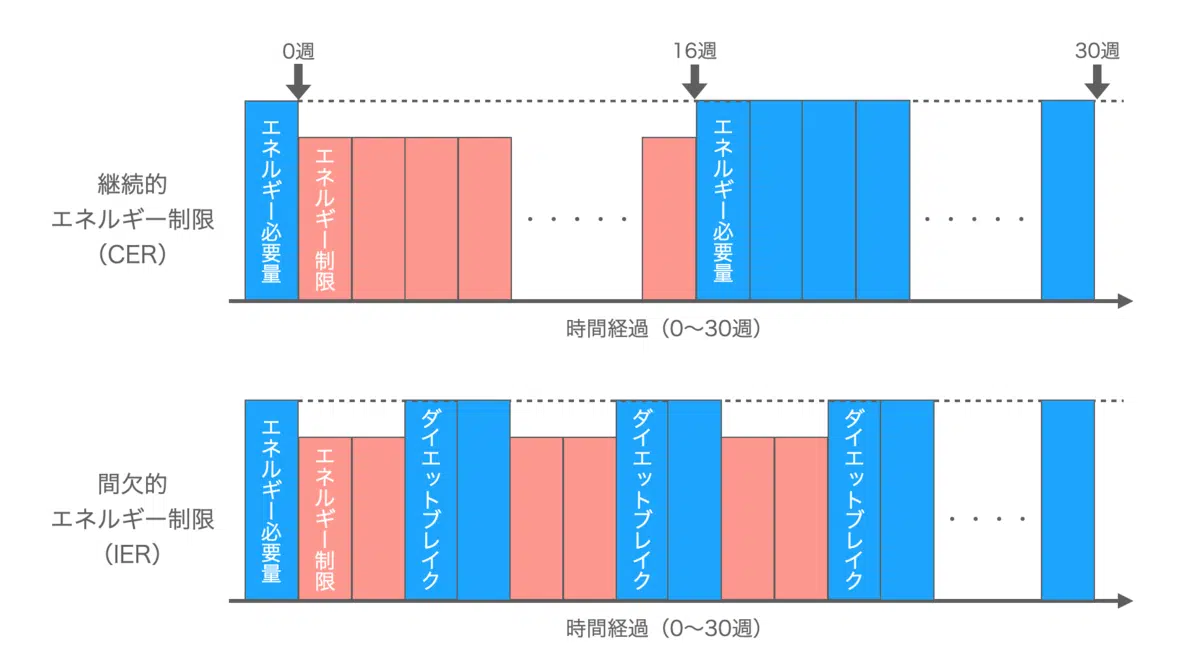 0週
16週
30週
継続的
エネルギー制限
（CER）
エネルギー必要量
エネルギー制限
・・・・・
エネルギー必要量
・・・・・
時間経過（0〜30週）
間欠的
エネルギー制限
（IER）
エネルギー必要量
エネルギー制限
ダイエットブレイク
ダイエットブレイク
ダイエットブレイク
・・・・
時間経過（0〜30週）